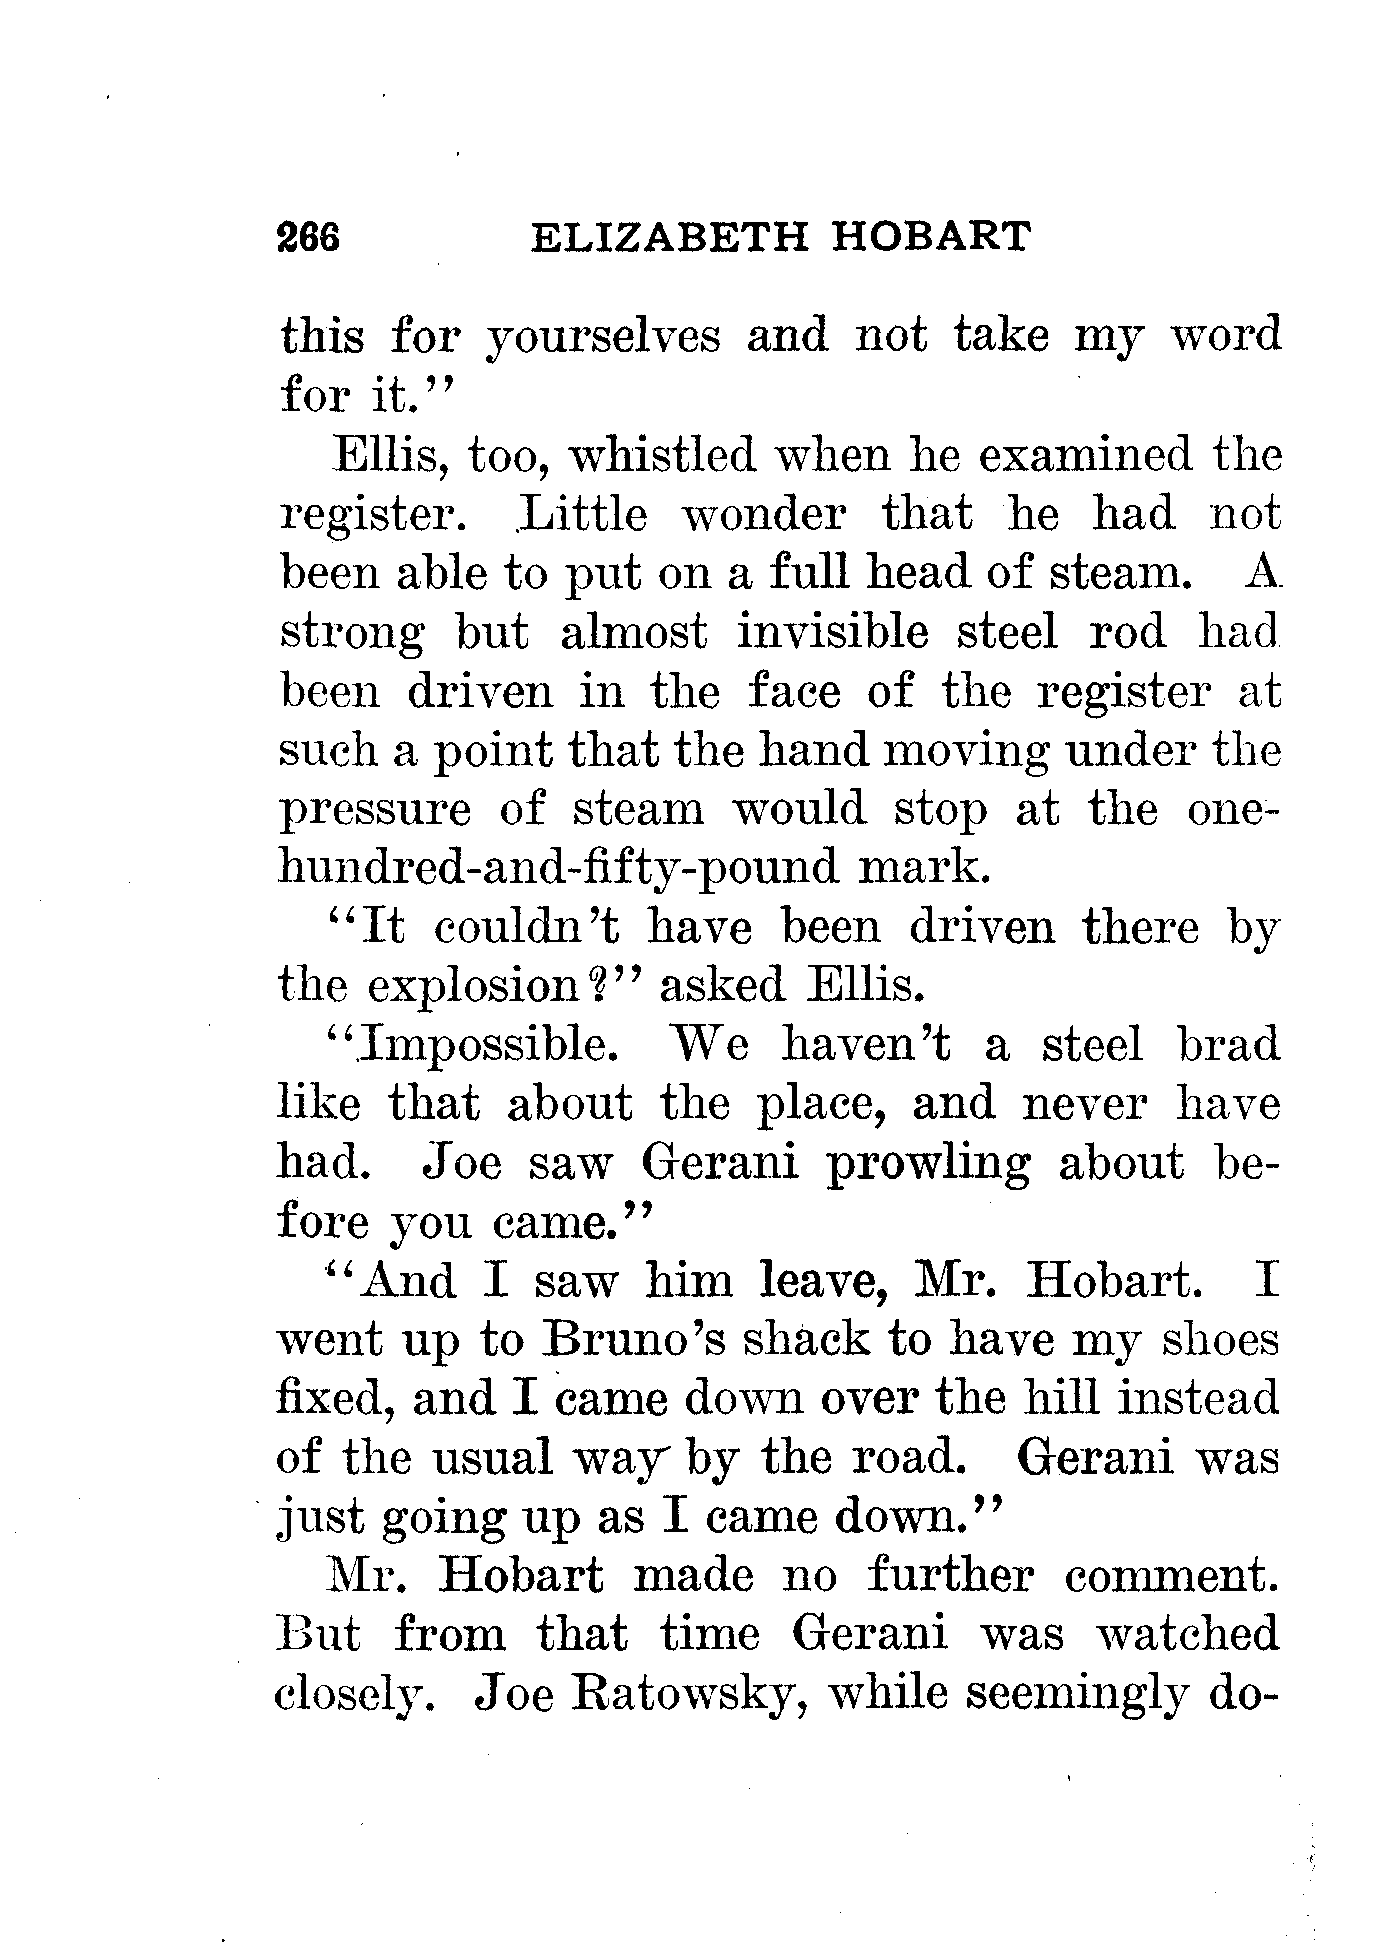 266 ELIZABETH HOBART
this for yourselves and not take my word
for it."
Ellis, too, whistled when he examined the
register. Little wonder that he had not
been able to put on a full head of steam. A
strong but almost invisible steel rod had
been driven in the face of the register at
such a point that the hand moving under the
pressure of steam would stop at the one-
hundred-and-fifty-pound mark.
"It couldn't have been driven there by
the explosion?" asked Ellis.
"Impossible. We haven't a steel brad
like that about the place, and never have
had. Joe saw Gerani prowling about be-
fore you came."
"And I saw him leave, Mr. Hobart. I
went up to Bruno's shack to have my shoes
fixed, and I came down over the hill instead
of the usual way by the road. Gerani was
just going up as I came down."
Mr. Hobart made no further comment.
But from that time Gerani was watched
closely. Joe Ratowsky, while seemingly do-